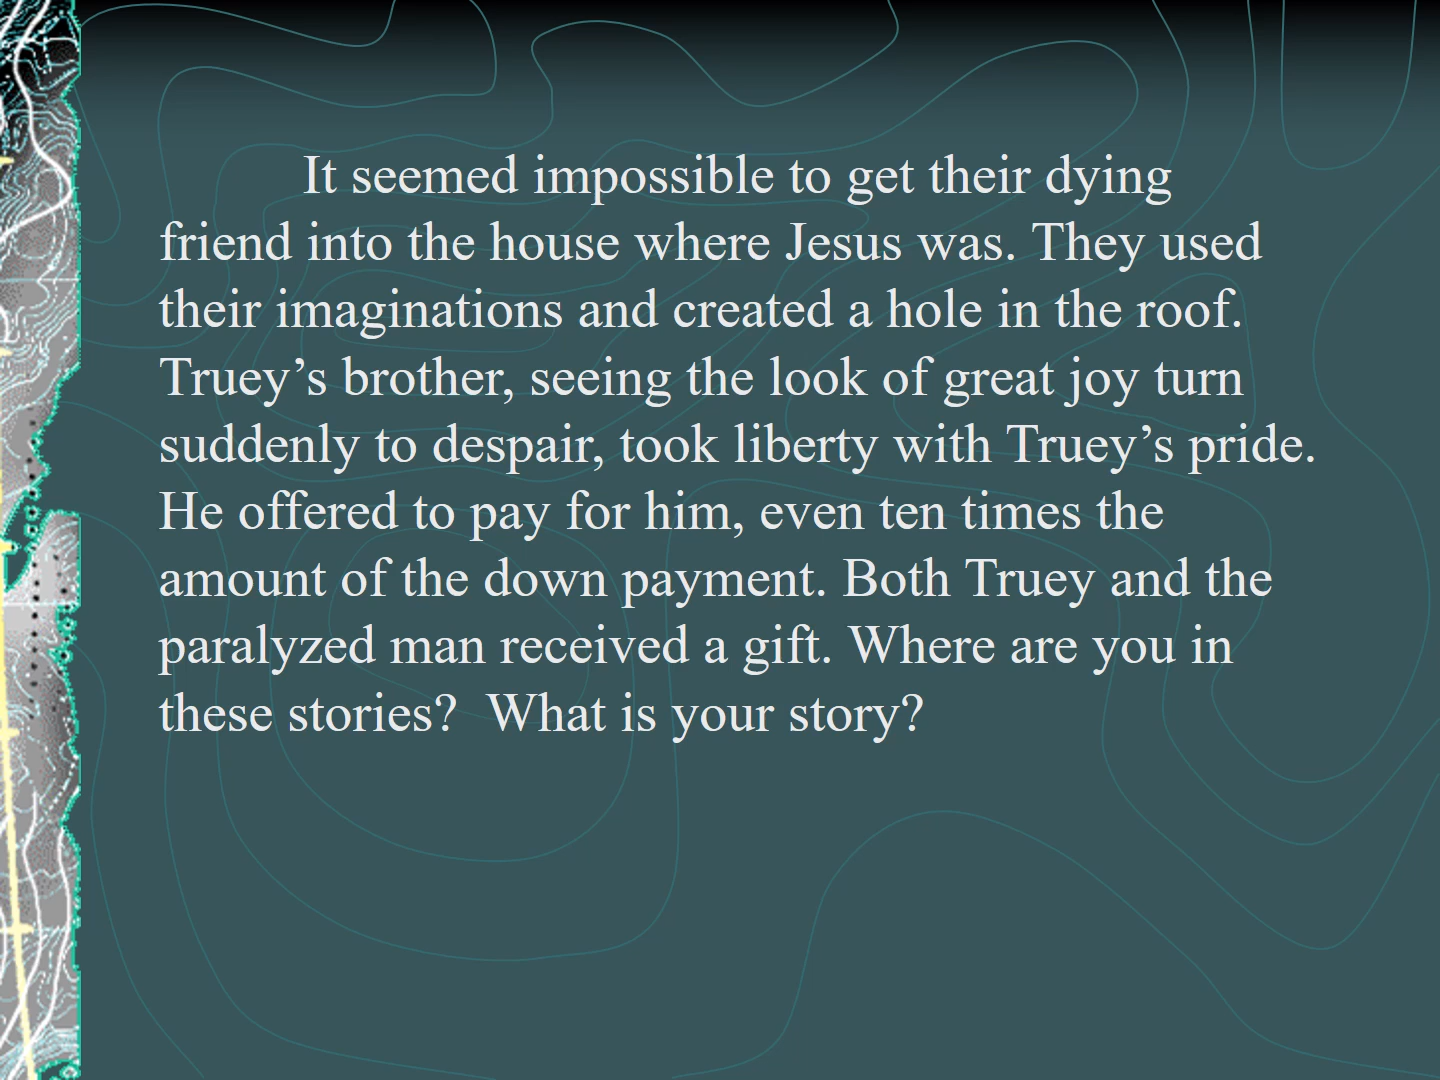 It seemed impossible to get their dying
friend into the house where Jesus was. They used
their imaginations and created a hole in the roof.
Truey’s brother, seeing the look of great joy turn
suddenly to despair, took liberty with Truey’s pride.
He offered to pay for him, even ten times the
amount of the down payment. Both Truey and the
paralyzed man received a gift. Where are you in
these stories?  What is your story?